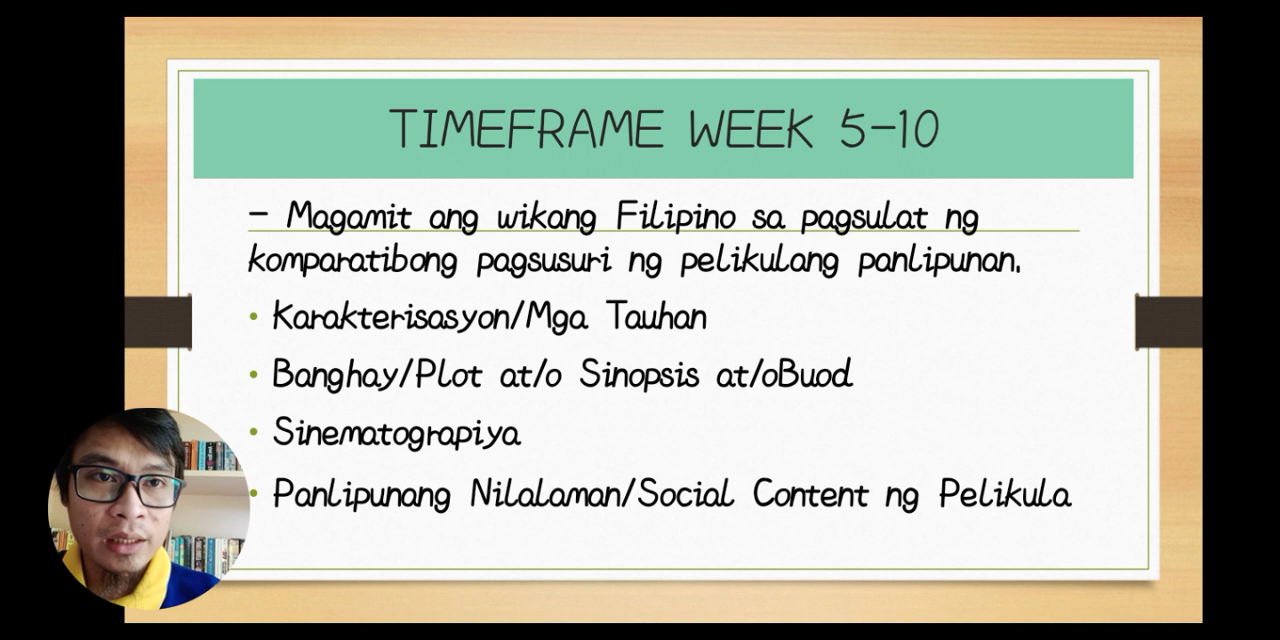 TIMEFRAME WEEK 5-10
- Magamit ang wikang Filipino sa pagsulat ng
komparatibong pagsusuri ng pelikulang panlipunan.
• Karakterisasyon/Mga Tauhan
• Banghay/Plot at/o Sinopsis at/oBuod
• Sinematograpiya
• Panlipunang Nilalaman/Social Content ng Pelikula